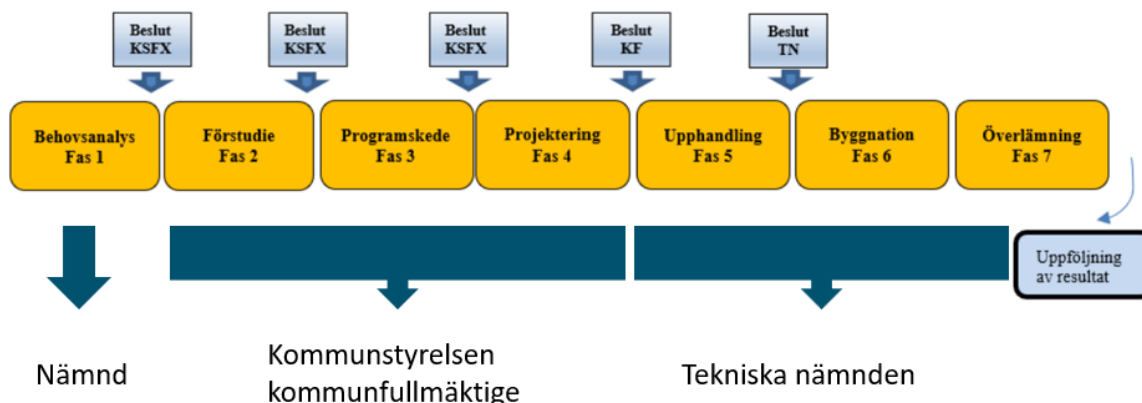 Beslut
KSFX
Beslut
KSFX
Beslut
KSFX
Beslut
KF
Beslut
TN
Behovsanalys
Fas 1
Förstudie
Fas 2
Programskede
Fas 3
Projektering
Fas 4
Upphandling
Fas 5
Byggnation
Fas 6
Överlämning
Fas 7
Uppföljning
av resultat
Nämnd
Kommunstyrelsen
kommunfullmäktige
Tekniska nämnden